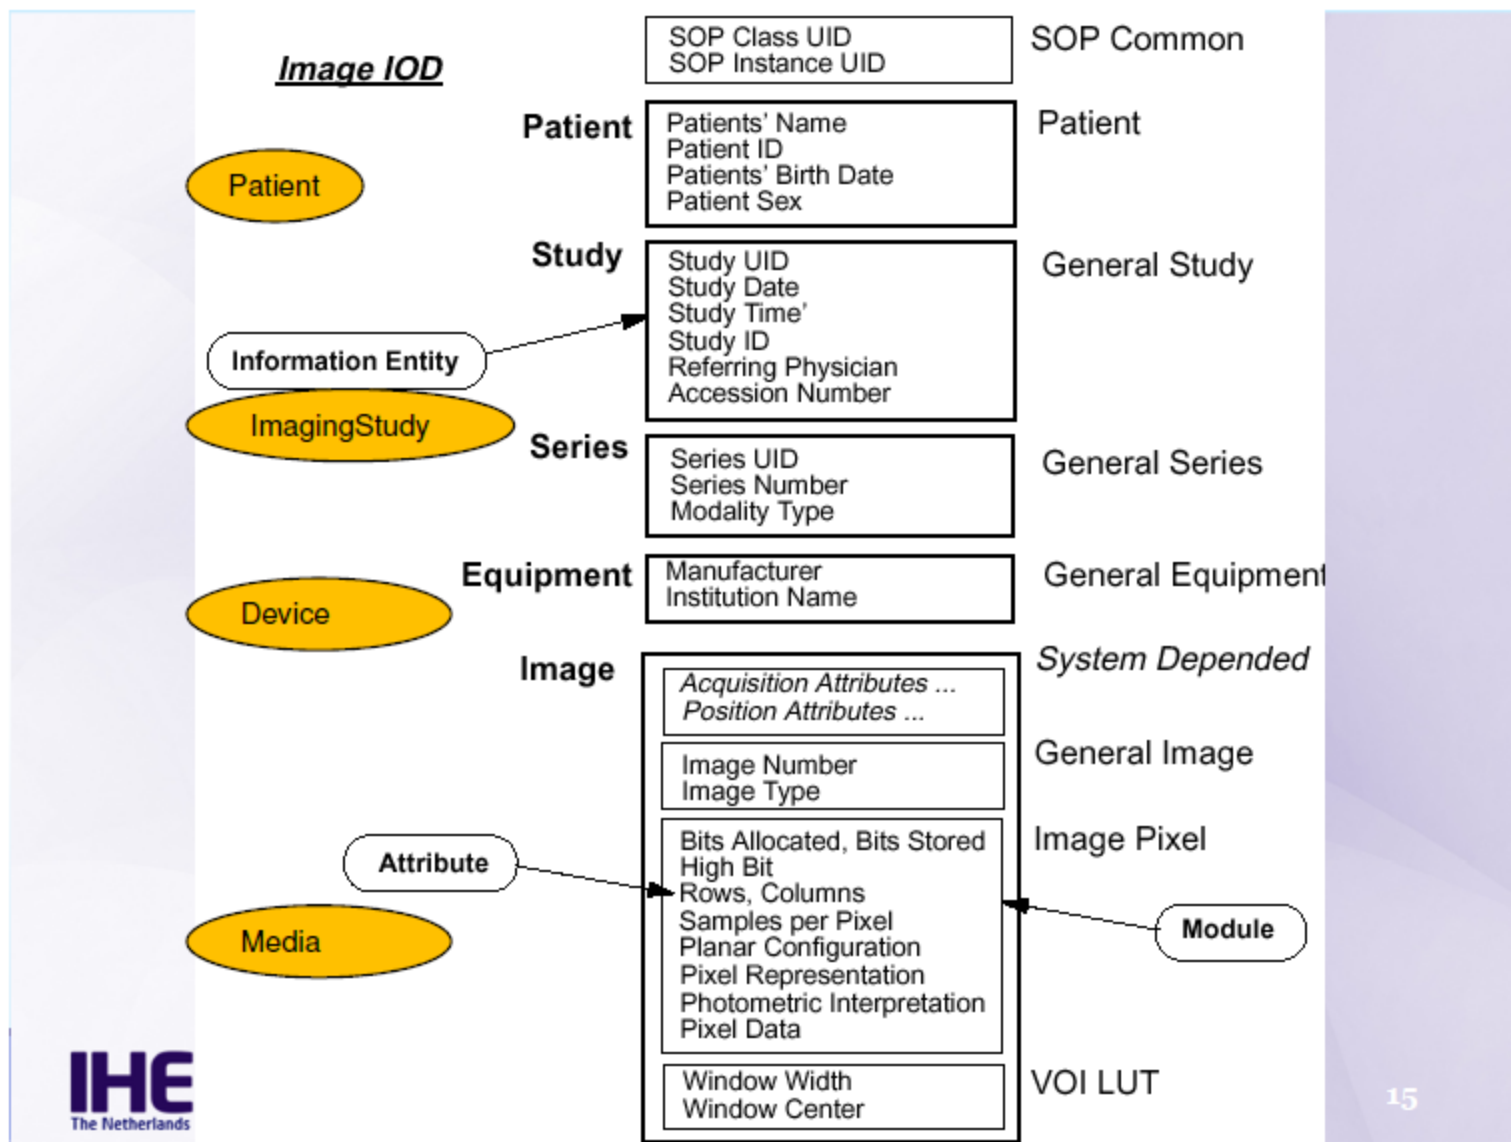 Image IOD
SOP Class UID
SOP Instance UID
SOP Common
Patient
Patients' Name
Patient ID
Patients' Birth Date
Patient Sex
Patient
Patient
Study
Study UID
Study Date
Study Time'
Study ID
Referring Physician
Accession Number
General Study
Information Entity
ImagingStudy
Series
Series UID
Series Number
Modality Type
General Series
Equipment
Manufacturer
Institution Name
General Equipment
Device
Image
System Depended
Acquisition Attributes ...
Position Attributes ...
General Image
Image Number
Image Type
Image Pixel
Bits Allocated, Bits Stored
High Bit
Rows, Columns
Samples per Pixel
Planar Configuration
Pixel Representation
Photometric Interpretation
Pixel Data
Attribute
Module
Media
Window Width
Window Center
VOI LUT
IHE
The Netherlands
15